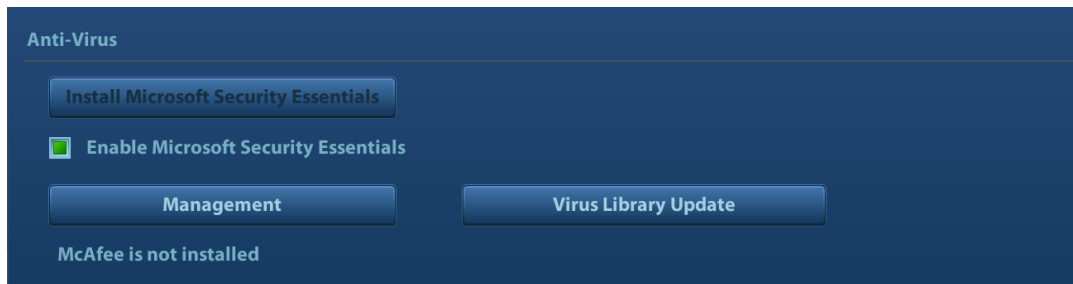 Anti-Virus
Install Microsoft Security Essentials
Enable Microsoft Security Essentials
Management Virus Library Update
McAfee is not installed